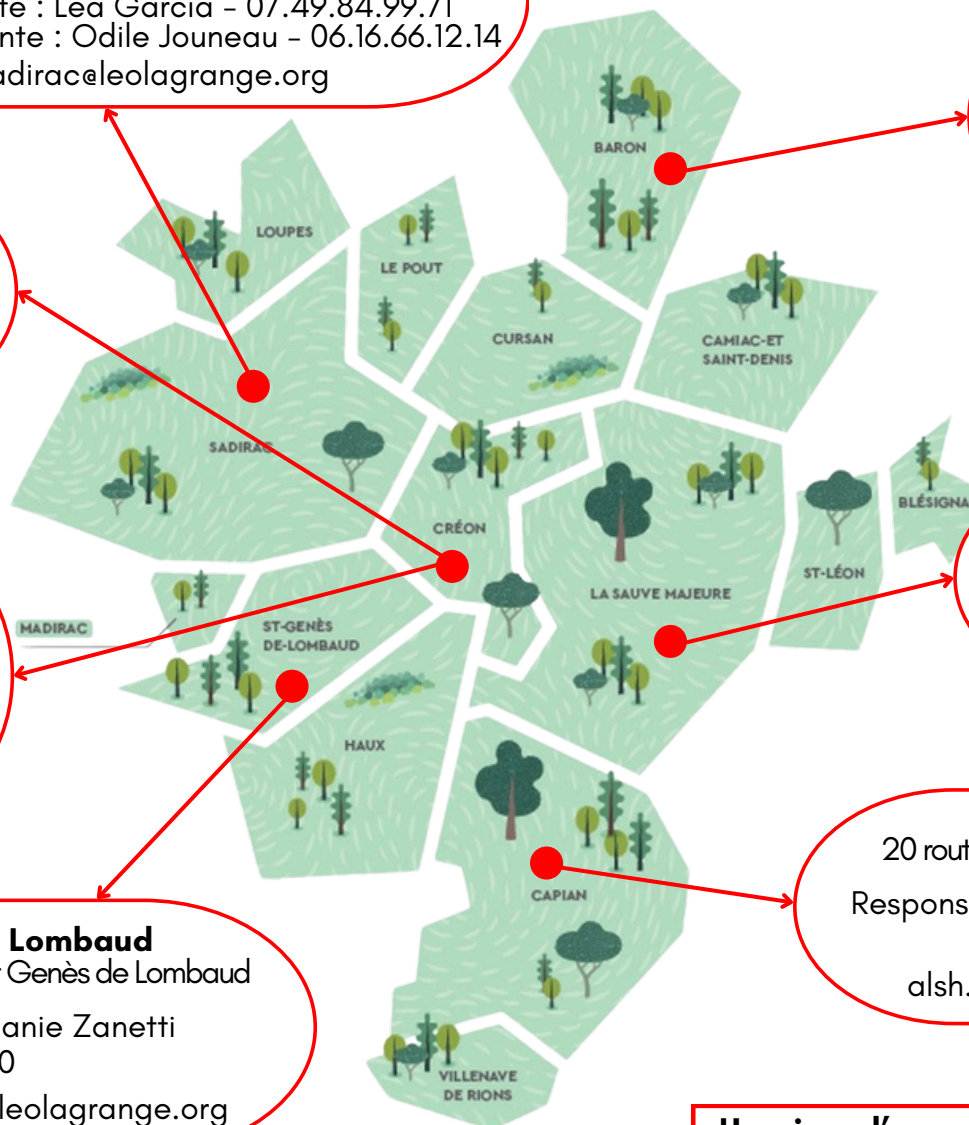 te : Léa Garcia - 07.49.84.99.71
nte : Odile Jouneau - 06.16.66.12.14
adirac@leolagrange.org
BARON
LOUPES
LE POUT
CURSAN
CAMIAC-ET
SAINT-DENIS
SADIRAC
CRÉON
BLÉSIGNA
ST-LÉON
LA SAUVE MAJEURE
MADIRAC
ST-GENÈS
DE-LOMBAUD
HAUX
CAPIAN
20 rout
Respons
alsh.
Lombaud
Genès de Lombaud
anie Zanetti
0
leolagrange.org
VILLENAVE
DE RIONS